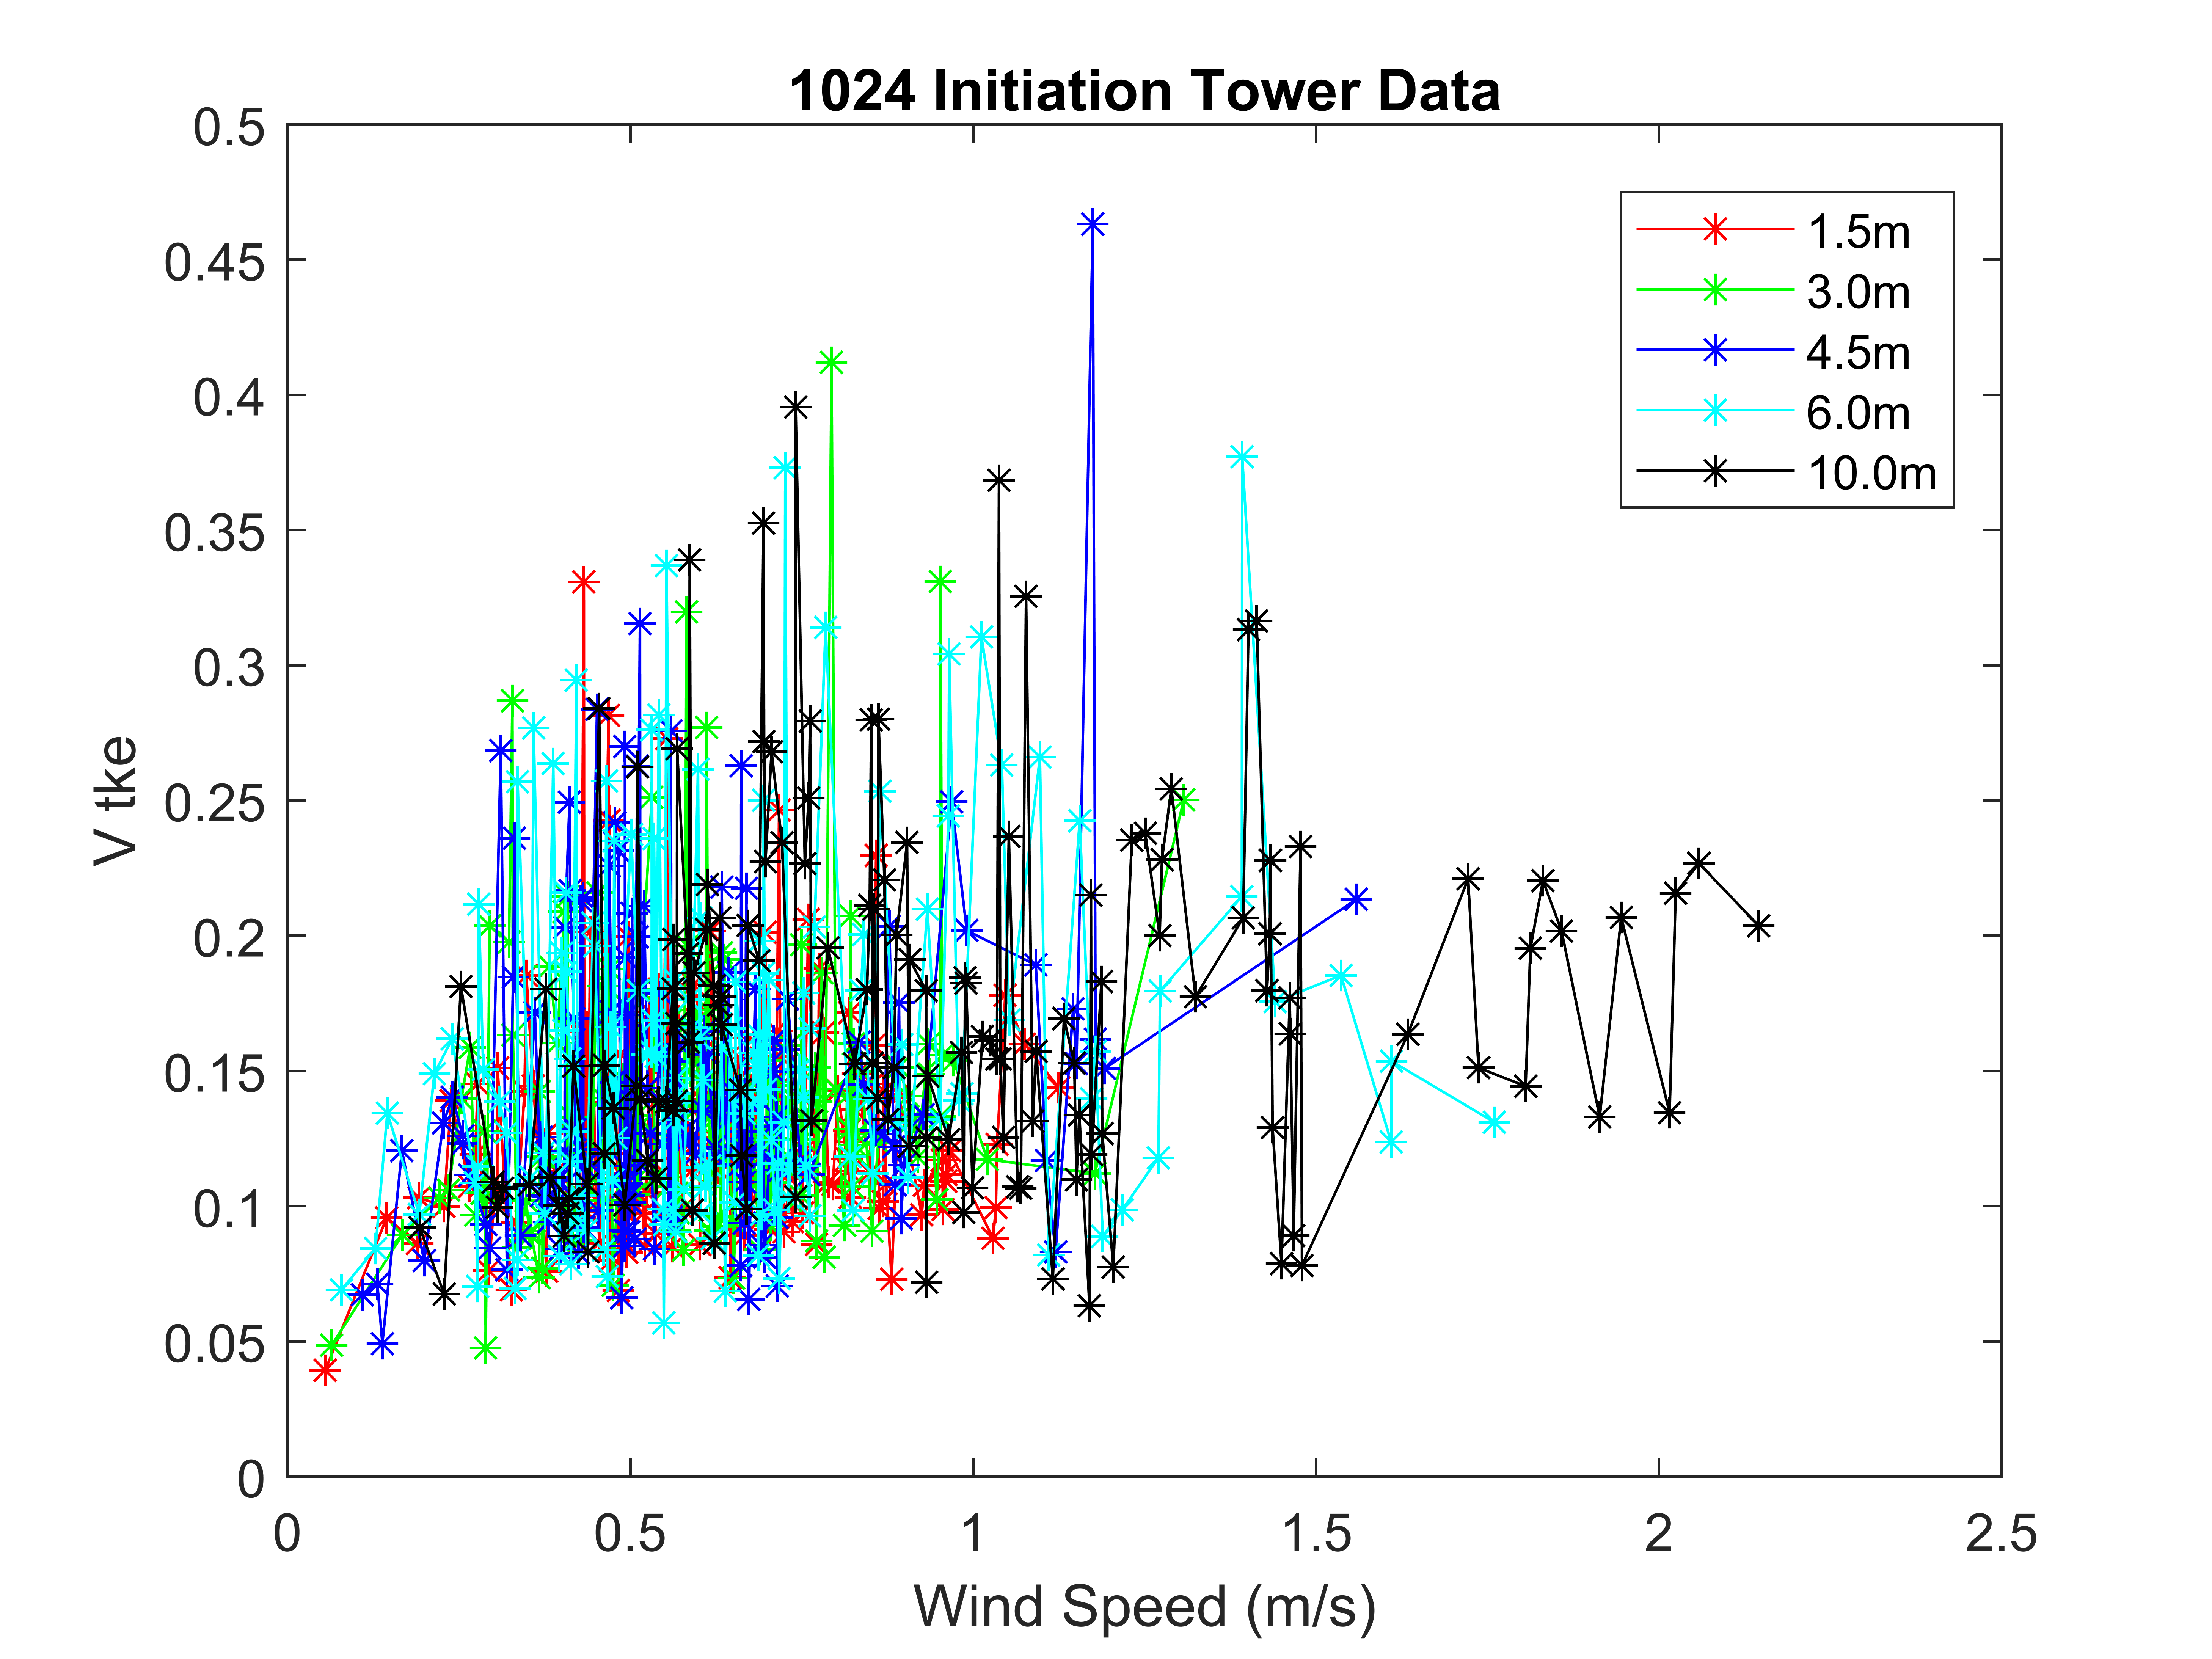 1024 Initiation Tower Data
0.5
0.45
0.4
0.35
0.3
0.25
0.2
0.15
0.1
0.05
0
V tke
1.5m
3.0m
4.5m
6.0m
10.0m
0 0.5 1 1.5 2 2.5
Wind Speed (m/s)